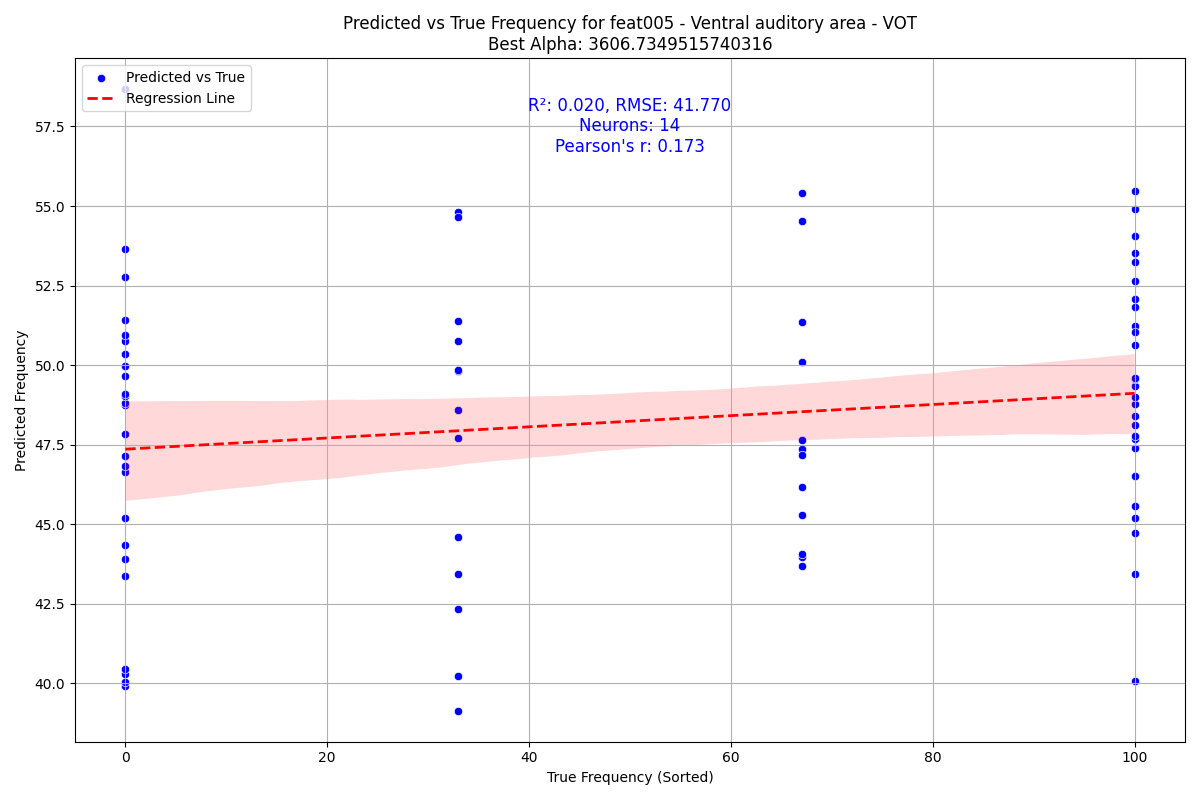 Predicted vs True Frequency for feat005 - Ventral auditory area - VOT
Best Alpha: 3606.7349515740316
Predicted vs True
Regression Line
R²: 0.020, RMSE: 41.770
Neurons: 14
Pearson's r: 0.173
Predicted Frequency
57.5
55.0
52.5
50.0
47.5
45.0
42.5
40.0
0
20
40
60
80
100
True Frequency (Sorted)